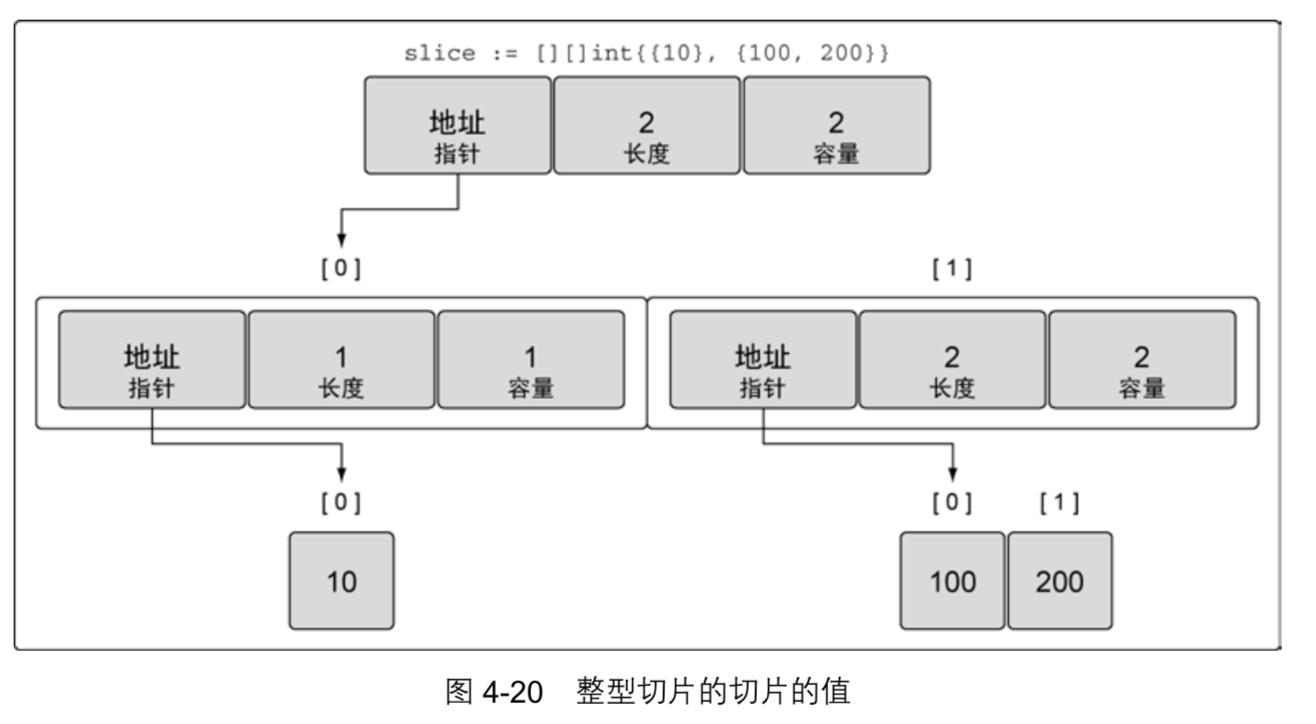 slice := [][]int{{10}, {100, 200}}
地址 2 2
指针 长度 容量
[0] [1]
地址 1 1 地址 2 2
指针 长度 容量 指针 长度 容量
[0] [0] [1]
10 100 200
图 4-20 整型切片的切片的值